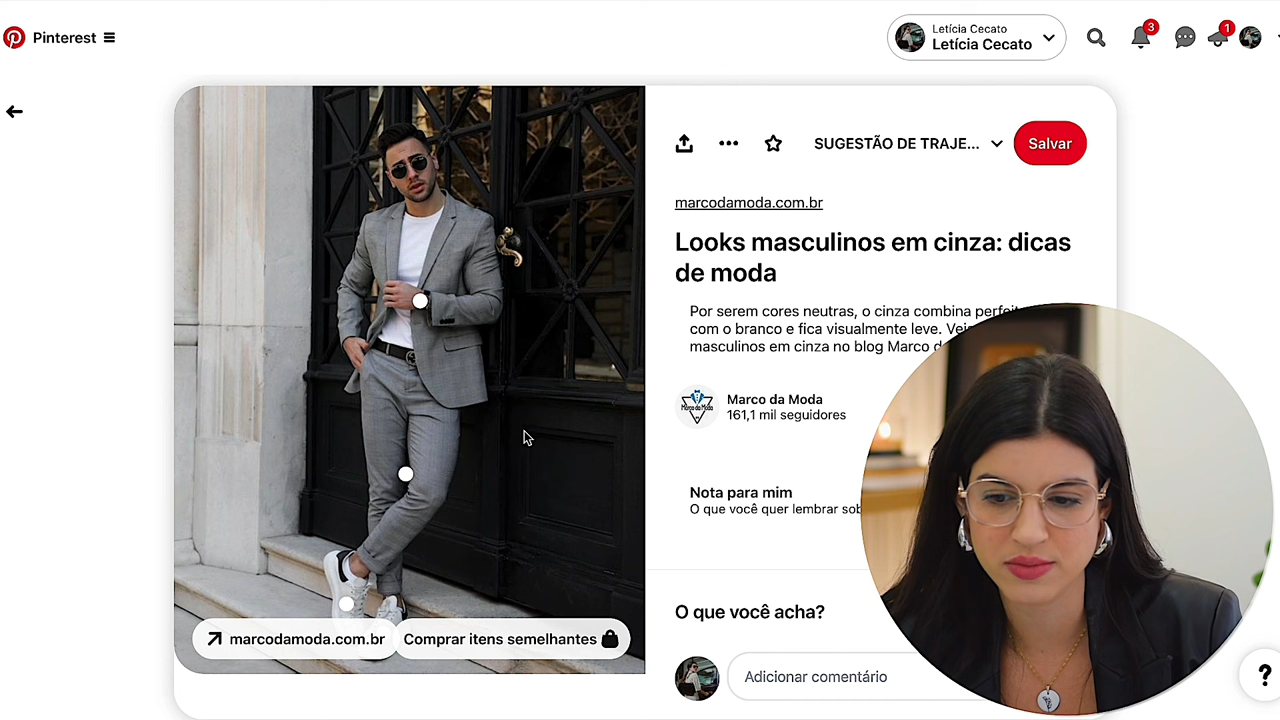 Pinterest
Letícia Cecato
Letícia Cecato
3
1
SUGESTÃO DE TRAJE...
Salvar
marcodamoda.com.br
Looks masculinos em cinza: dicas
de moda
Por serem cores neutras, o cinza combina
com o branco e fica visualmente leve.
masculinos em cinza no blog Marco
Marco da Moda
Marco da Moda
161,1 mil seguidores
Nota para mim
O que você quer lembrar
O que você acha?
Adicionar comentário
marcodamoda.com.br
Comprar itens semelhantes
?